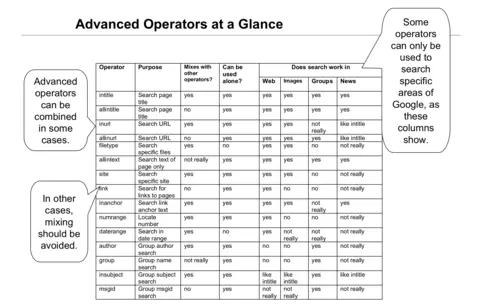 Advanced Operators at a Glance
Some
operators
can only be
used to
search
specific
areas of
Google, as
these
columns
show.
Advanced
operators
can be
combined
in some
cases.
In other
cases,
mixing
should be
avoided.
Operator Purpose Mixes with other operators? Can be used alone? Does search work in
Web Images Groups News
intitle Search page title yes yes yes yes yes yes
allintitle Search page title no yes yes yes yes yes
inurl Search URL yes yes yes yes not really like intitle
allinurl Search URL no yes yes yes yes like intitle
filetype Search specific files yes no yes yes no not really
allintext Search text of page only not really yes yes yes yes yes
site Search specific site yes yes yes yes no not really
link Search for links to pages no yes yes no no not really
inanchor Search link anchor text yes yes yes yes not really yes
numrange Locate number yes yes yes no no not really
daterange Search in date range yes no yes not really not really not really
author Group author search yes yes no no yes not really
group Group name search not really yes no no yes not really
insubject Group subject search yes yes like intitle like intitle yes like intitle
msgid Group msgid search no yes not really not really yes not really